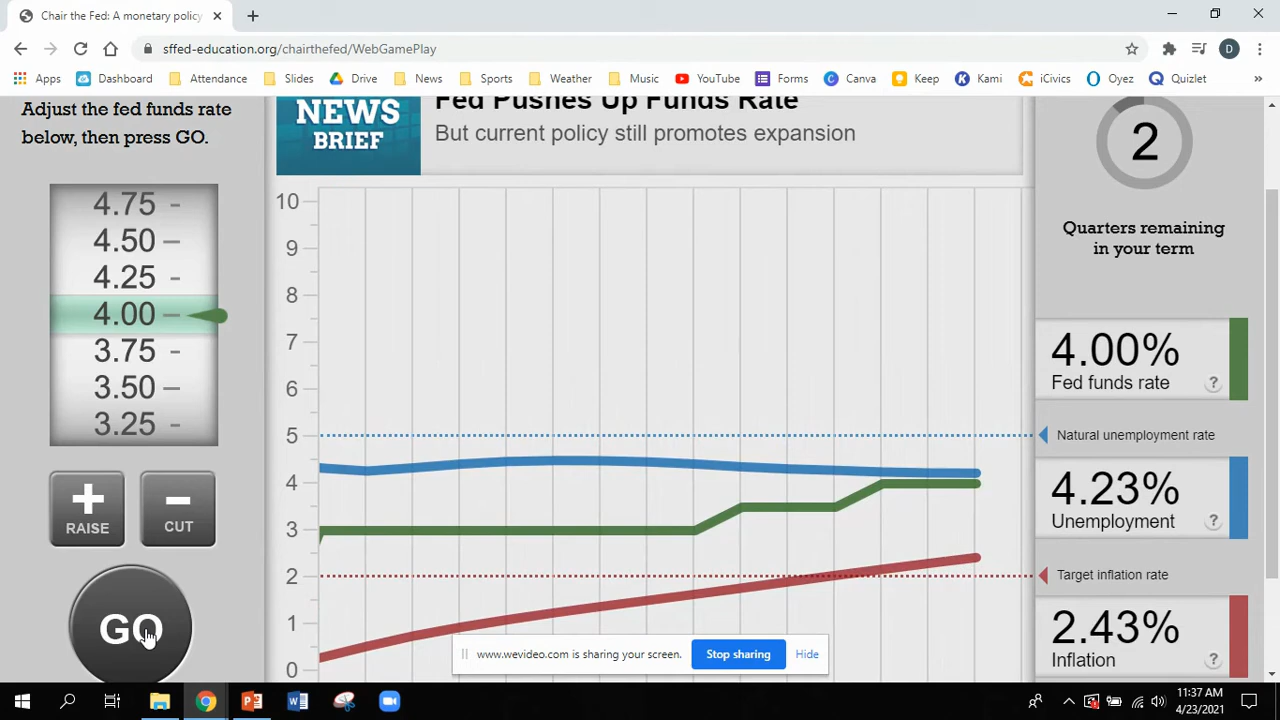 Chair the Fed: A monetary policy
sffed-education.org/chairthefed/WebGamePlay
D
Apps Dashboard Attendance Slides Drive News Sports Weather Music YouTube Forms Canva Keep Kami iCivics Oyez Quizlet »
Adjust the fed funds rate
below, then press GO.
4.75
4.50
4.25
4.00
3.75
3.50
3.25
+
RAISE
−
CUT
GO
NEWS
BRIEF
Fed Pushes Up Funds Rate
But current policy still promotes expansion
10
9
8
7
6
5
4
3
2
1
0
2
Quarters remaining
in your term
4.00%
Fed funds rate ?
Natural unemployment rate
4.23%
Unemployment ?
Target inflation rate
2.43%
Inflation ?
www.wevideo.com is sharing your screen. Stop sharing Hide
11:37 AM
4/23/2021